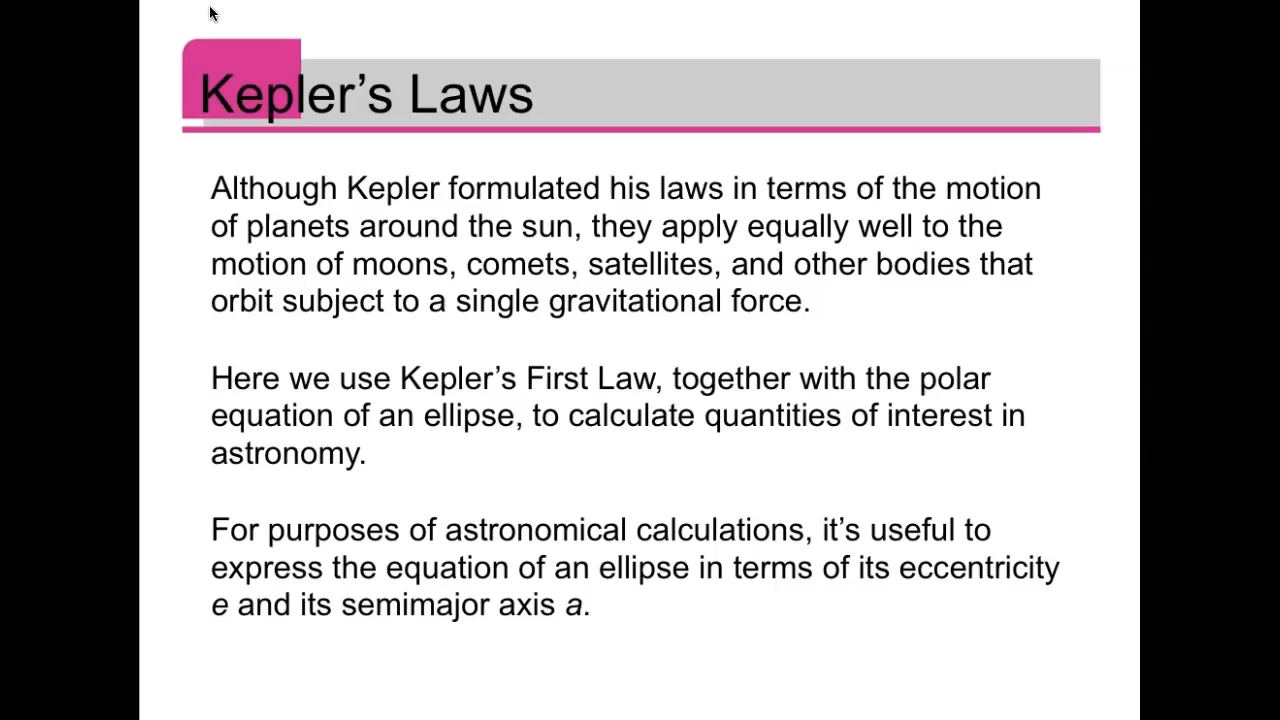 Kepler’s Laws
Although Kepler formulated his laws in terms of the motion
of planets around the sun, they apply equally well to the
motion of moons, comets, satellites, and other bodies that
orbit subject to a single gravitational force.
Here we use Kepler’s First Law, together with the polar
equation of an ellipse, to calculate quantities of interest in
astronomy.
For purposes of astronomical calculations, it’s useful to
express the equation of an ellipse in terms of its eccentricity
e and its semimajor axis a.